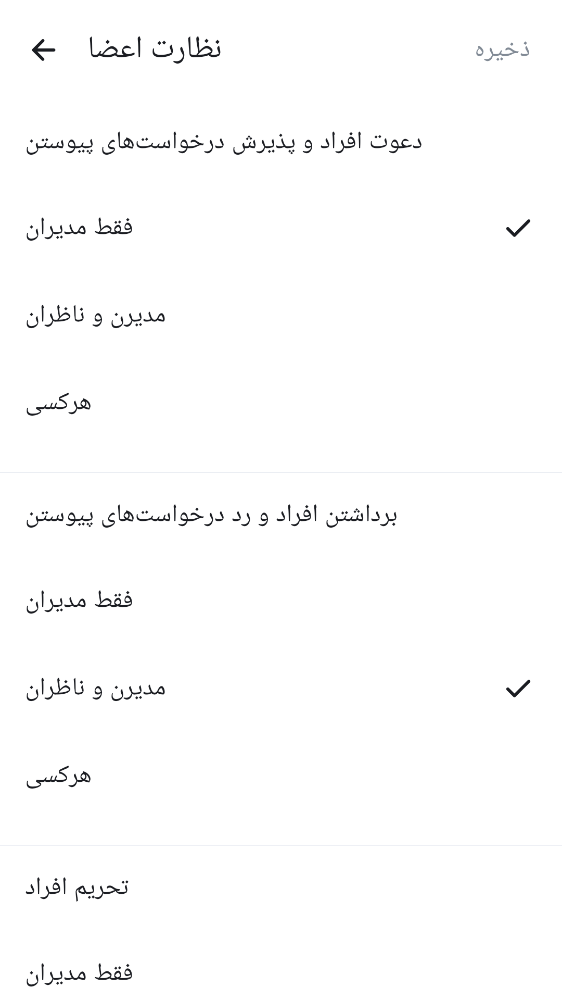 نظارت اعضا
ذخیره
دعوت افراد و پذیرش درخواست‌های پیوستن
فقط مدیران
مدیرن و ناظران
هرکسی
برداشتن افراد و رد درخواست‌های پیوستن
فقط مدیران
مدیرن و ناظران
هرکسی
تحریم افراد
فقط مدیران